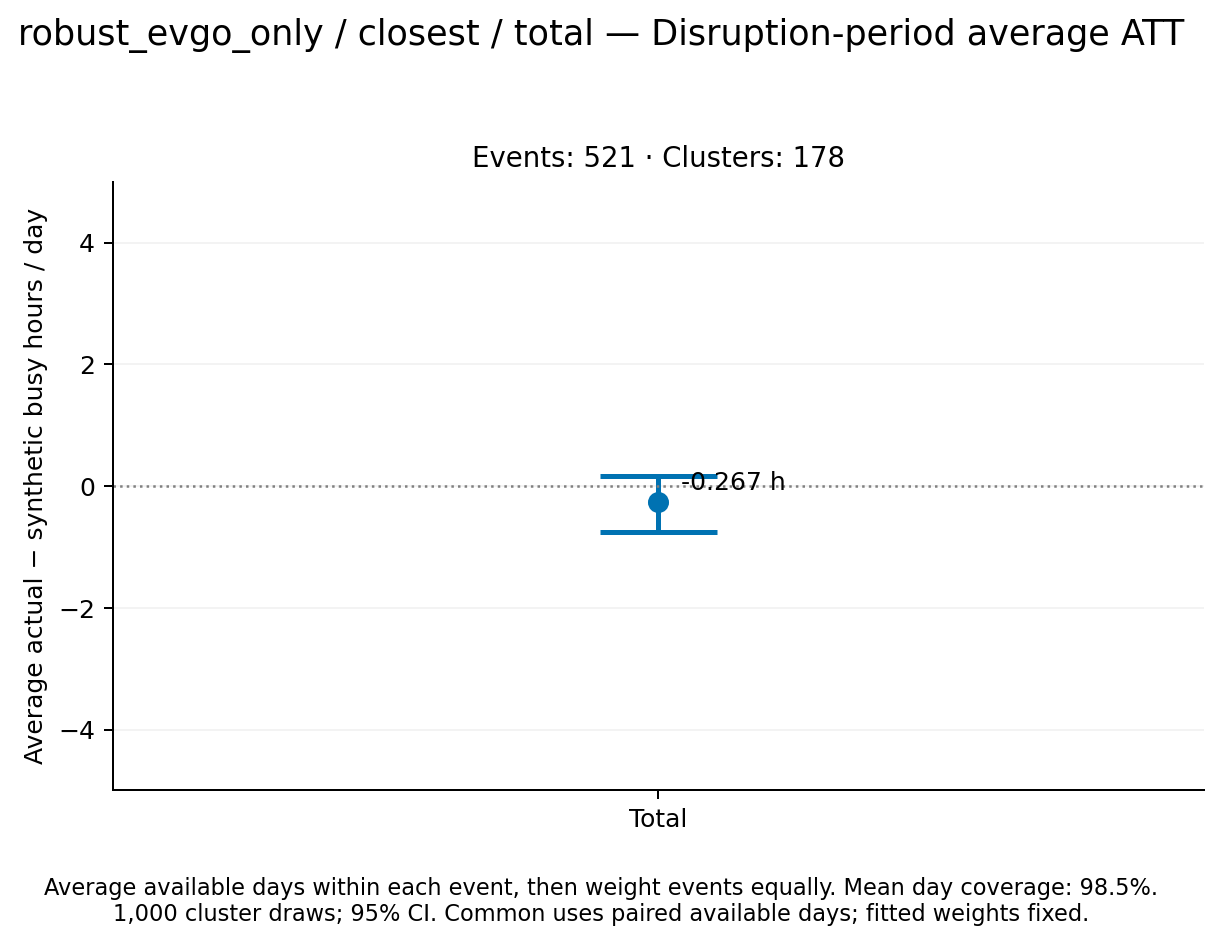 robust_evgo_only / closest / total — Disruption-period average ATT
Events: 521 · Clusters: 178
Average actual − synthetic busy hours / day
4
2
0
−2
−4
-0.267 h
Total
Average available days within each event, then weight events equally. Mean day coverage: 98.5%.
1,000 cluster draws; 95% CI. Common uses paired available days; fitted weights fixed.